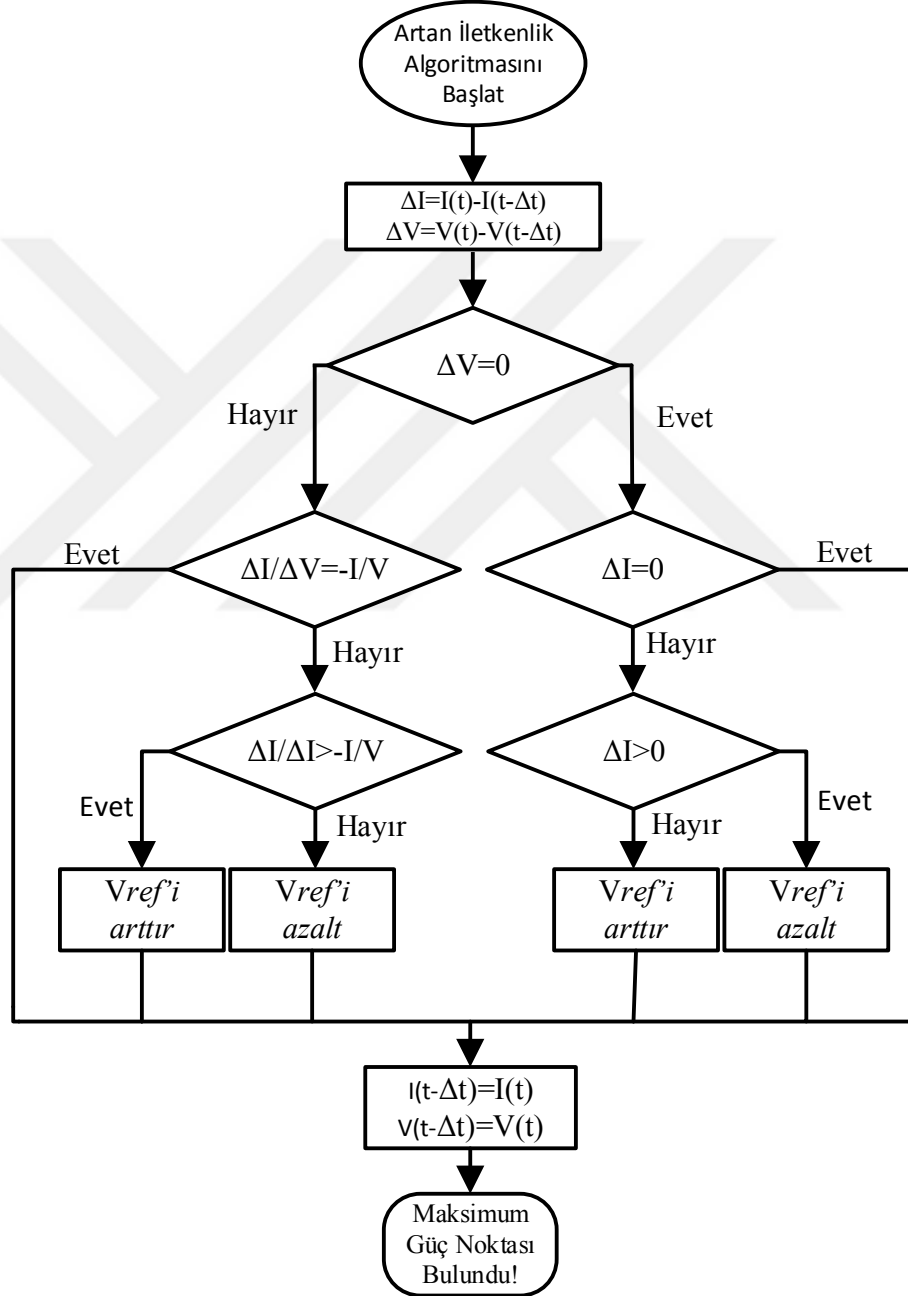 Artan İletkenlik
Algoritmasını
Başlat
ΔI=I(t)-I(t-Δt)
ΔV=V(t)-V(t-Δt)
ΔV=0
Hayır
Evet
Evet
ΔI/ΔV=-I/V
ΔI=0
Evet
Hayır
Hayır
ΔI/ΔI>-I/V
ΔI>0
Evet
Hayır
Hayır
Evet
Vref’i
arttır
Vref’i
azalt
Vref’i
arttır
Vref’i
azalt
I(t-Δt)=I(t)
V(t-Δt)=V(t)
Maksimum
Güç Noktası
Bulundu!